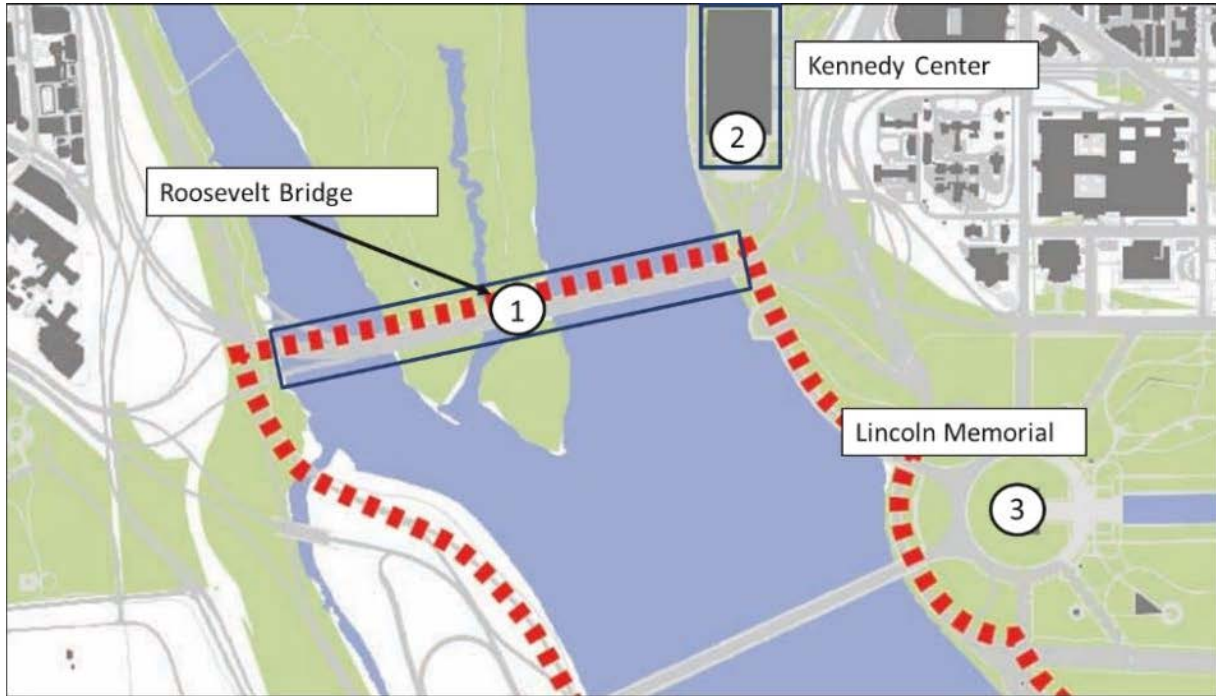 Kennedy Center
2
Roosevelt Bridge
1
Lincoln Memorial
3